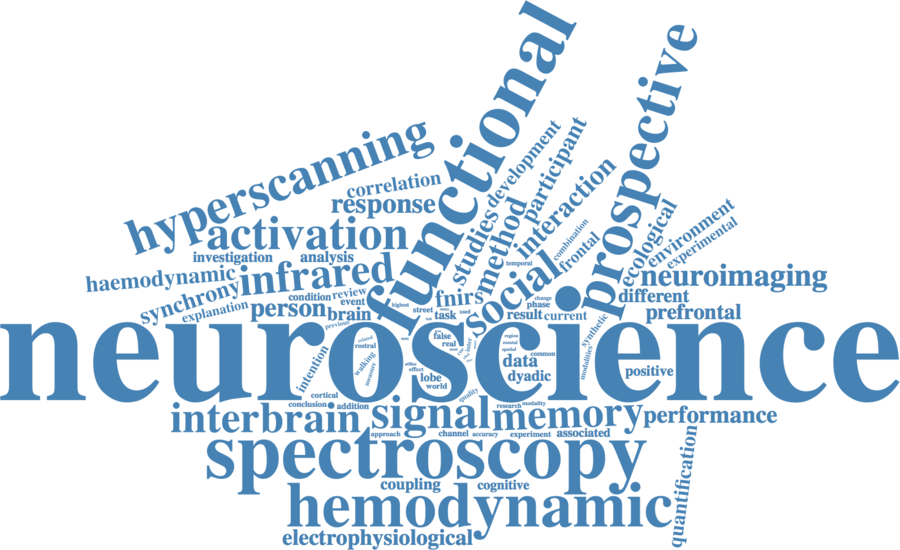 functional
prospective
hyperscanning
correlation
response
activation
investigation
analysis
haemodynamic
infrared
synchrony
explanation
condition
review
event
person
brain
previous
studies
development
method
participant
interaction
combination
frontal
temporal
social
fnirs
task
used
highest
street
change
phase
result
current
ecological
environment
experimental
neuroimaging
different
prefrontal
synthetic
modalities
neuroscience
intention
related
rostral
walking
measure
false
real
inter
region
mental
spatial
common
data
dyadic
positive
effect
lobe
world
quality
cortical
conclusion
addition
research
modality
interbrain
signal
memory
performance
approach
channel
accuracy
experiment
associated
spectroscopy
quantification
coupling
cognitive
hemodynamic
electrophysiological